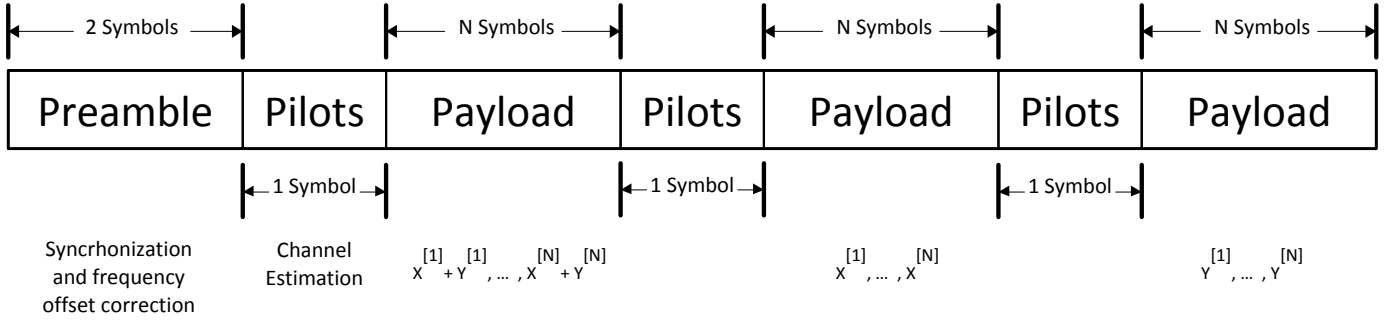 2 Symbols N Symbols N Symbols N Symbols
Preamble Pilots Payload Pilots Payload Pilots Payload
1 Symbol 1 Symbol 1 Symbol
Syncrhonization
and frequency
offset correction
Channel
Estimation
X[1] + Y[1] , ... , X[N] + Y[N]
X[1] , ... , X[N]
Y[1] , ... , Y[N]